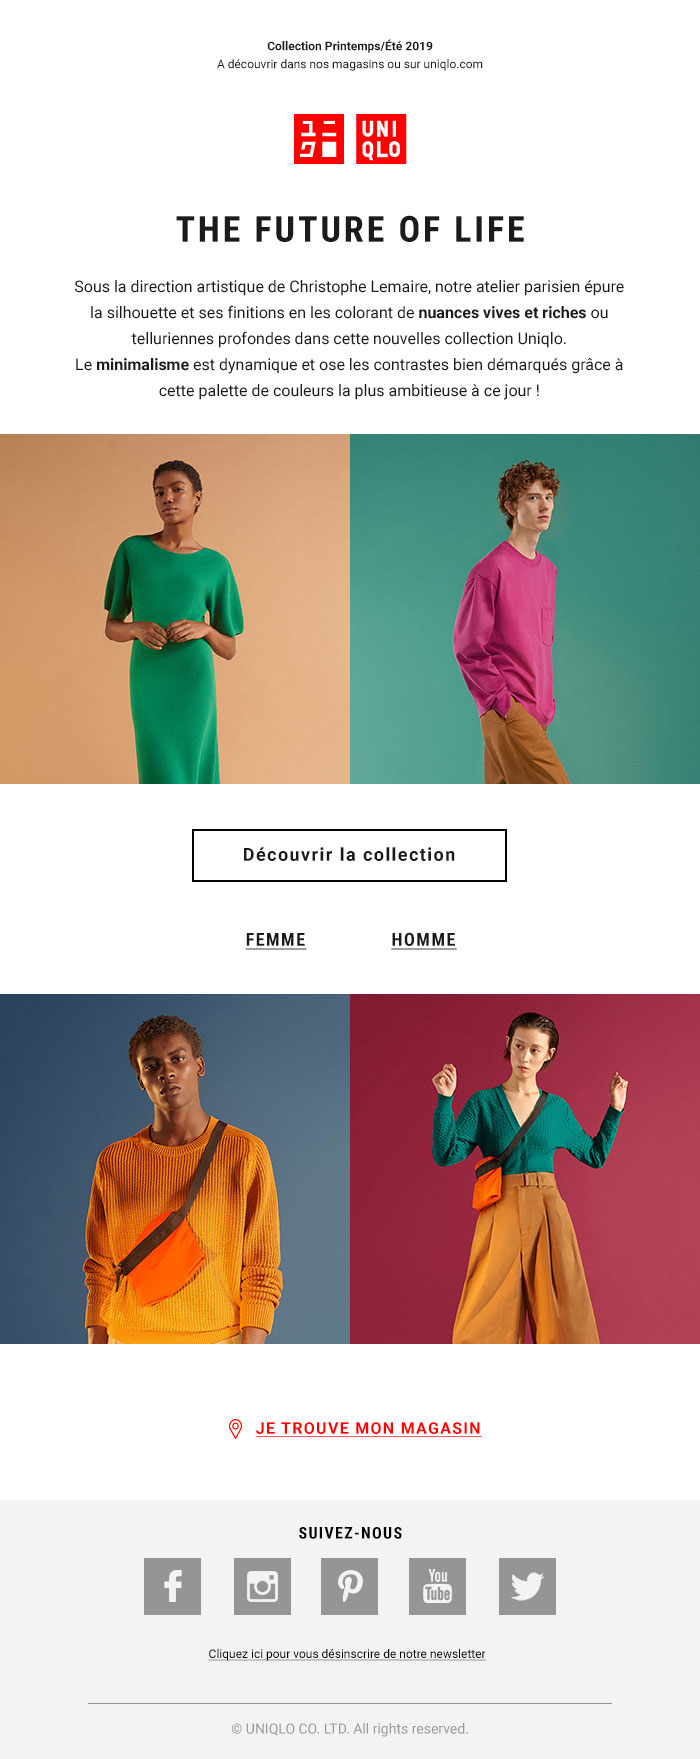 Collection Printemps/Été 2019
A découvrir dans nos magasins ou sur uniqlo.com
ユニ UNI
クロ QLO
THE FUTURE OF LIFE
Sous la direction artistique de Christophe Lemaire, notre atelier parisien épure
la silhouette et ses finitions en les colorant de nuances vives et riches ou
telluriennes profondes dans cette nouvelles collection Uniqlo.
Le minimalisme est dynamique et ose les contrastes bien démarqués grâce à
cette palette de couleurs la plus ambitieuse à ce jour !
Découvrir la collection
FEMME HOMME
JE TROUVE MON MAGASIN
SUIVEZ-NOUS
You
Tube
Cliquez ici pour vous désinscrire de notre newsletter
© UNIQLO CO. LTD. All rights reserved.